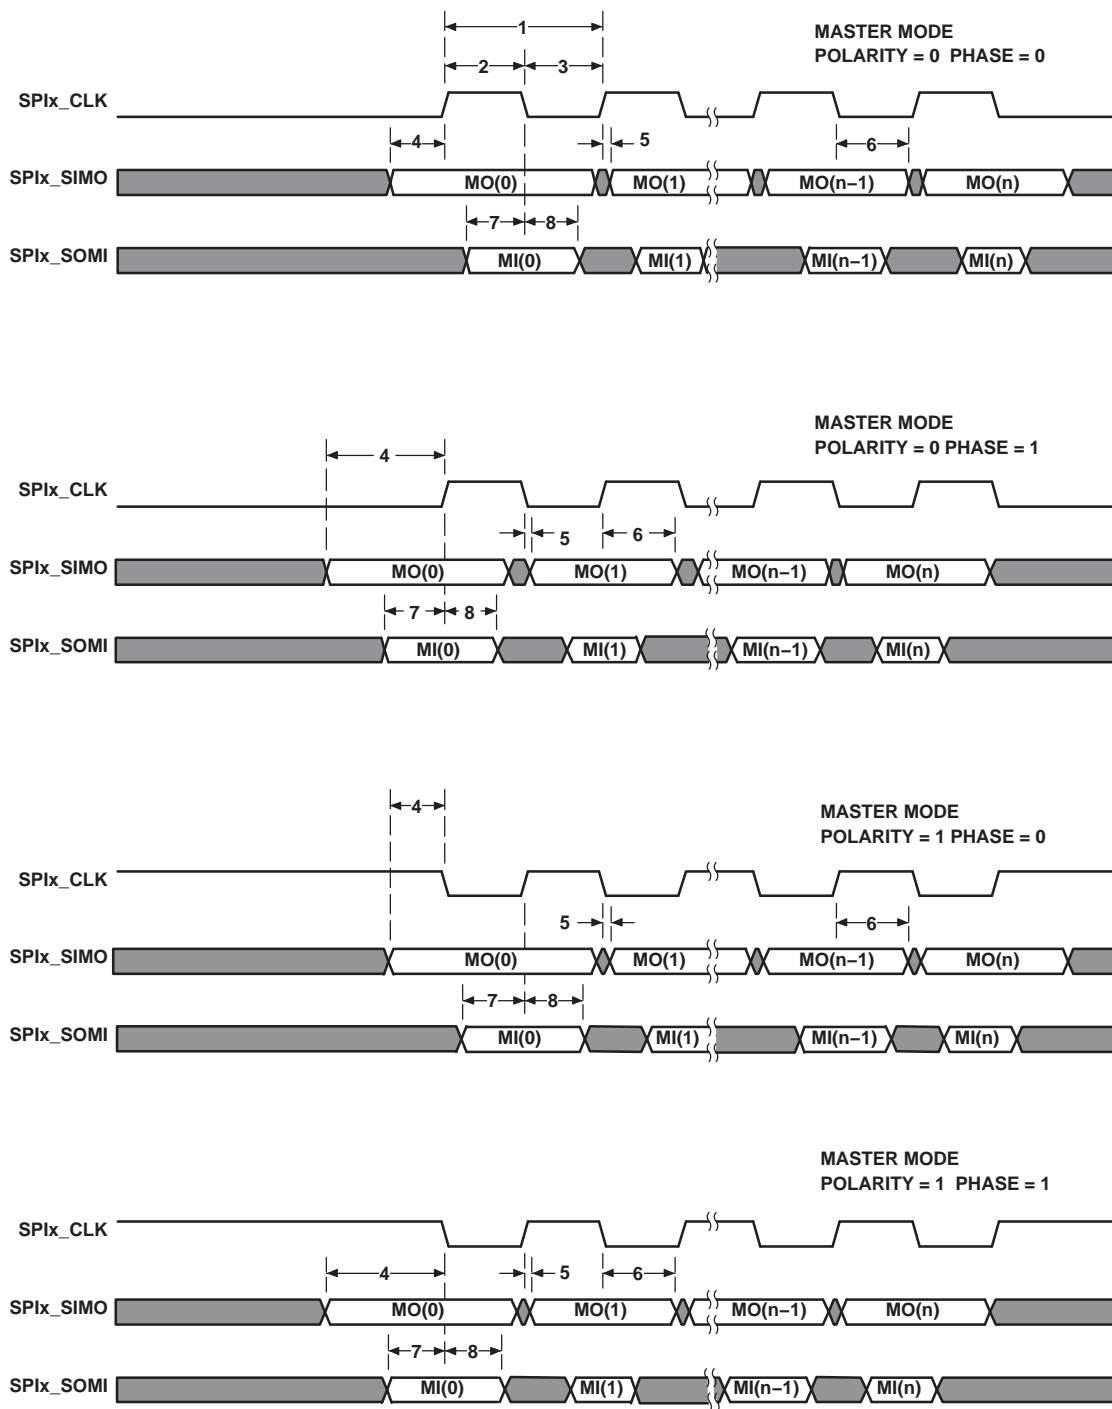 1
MASTER MODE
POLARITY = 0 PHASE = 0
2 3
SPIx_CLK
4 5 6
SPIx_SIMO MO(0) MO(1) MO(n−1) MO(n)
7 8
SPIx_SOMI MI(0) MI(1) MI(n−1) MI(n)
MASTER MODE
POLARITY = 0 PHASE = 1
4
SPIx_CLK
5 6
SPIx_SIMO MO(0) MO(1) MO(n−1) MO(n)
7 8
SPIx_SOMI MI(0) MI(1) MI(n−1) MI(n)
4
MASTER MODE
POLARITY = 1 PHASE = 0
SPIx_CLK
5 6
SPIx_SIMO MO(0) MO(1) MO(n−1) MO(n)
7 8
SPIx_SOMI MI(0) MI(1) MI(n−1) MI(n)
MASTER MODE
POLARITY = 1 PHASE = 1
SPIx_CLK
4 5 6
SPIx_SIMO MO(0) MO(1) MO(n−1) MO(n)
7 8
SPIx_SOMI MI(0) MI(1) MI(n−1) MI(n)